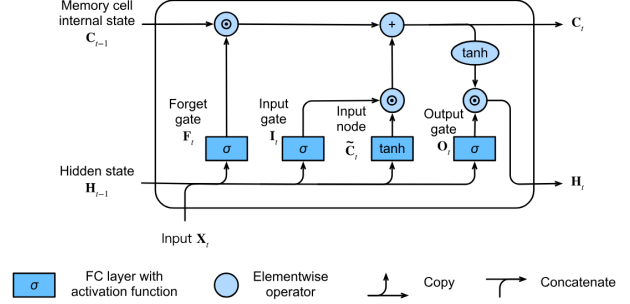 Memory cell
internal state
C_{t-1}
⊙
+
C_t
tanh
Forget
gate
F_t
Input
gate
I_t
Input
node
C̃_t
⊙
Output
gate
O_t
⊙
σ
σ
tanh
σ
Hidden state
H_{t-1}
H_t
Input X_t
σ
FC layer with
activation function
Elementwise
operator
Copy
Concatenate